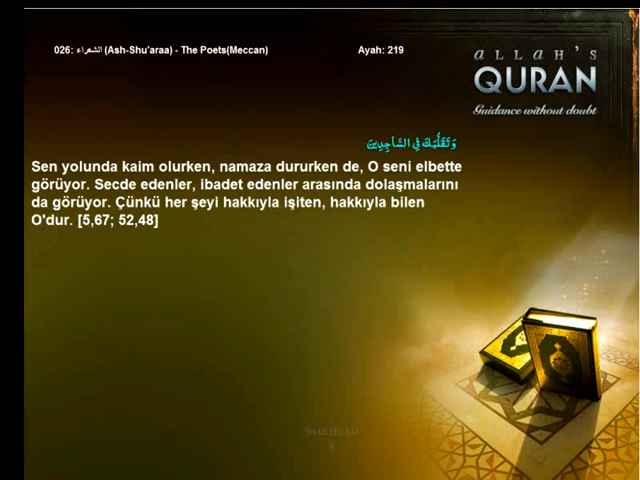 026: الشعراء (Ash-Shu'araa) - The Poets(Meccan) Ayah: 219
ALLAH'S
QURAN
Guidance without doubt
وَتَقَلُّبَكَ فِي السَّاجِدِينَ
Sen yolunda kaim olurken, namaza dururken de, O seni elbette
görüyor. Secde edenler, ibadet edenler arasında dolaşmalarını
da görüyor. Çünkü her şeyi hakkıyla işiten, hakkıyla bilen
O'dur. [5,67; 52,48]